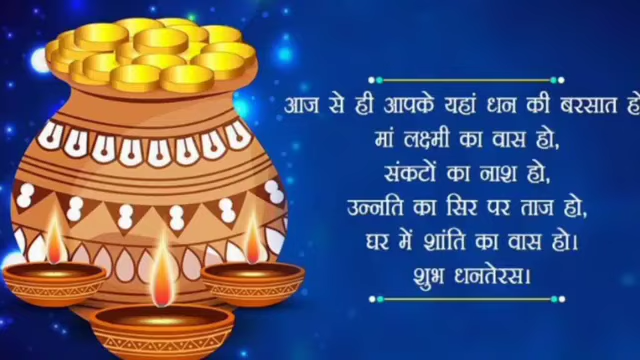 आज से ही आपके यहां धन की बरसात हो
मां लक्ष्मी का वास हो,
संकटों का नाश हो,
उन्नति का सिर पर ताज हो,
घर में शांति का वास हो।
शुभ धनतेरस।